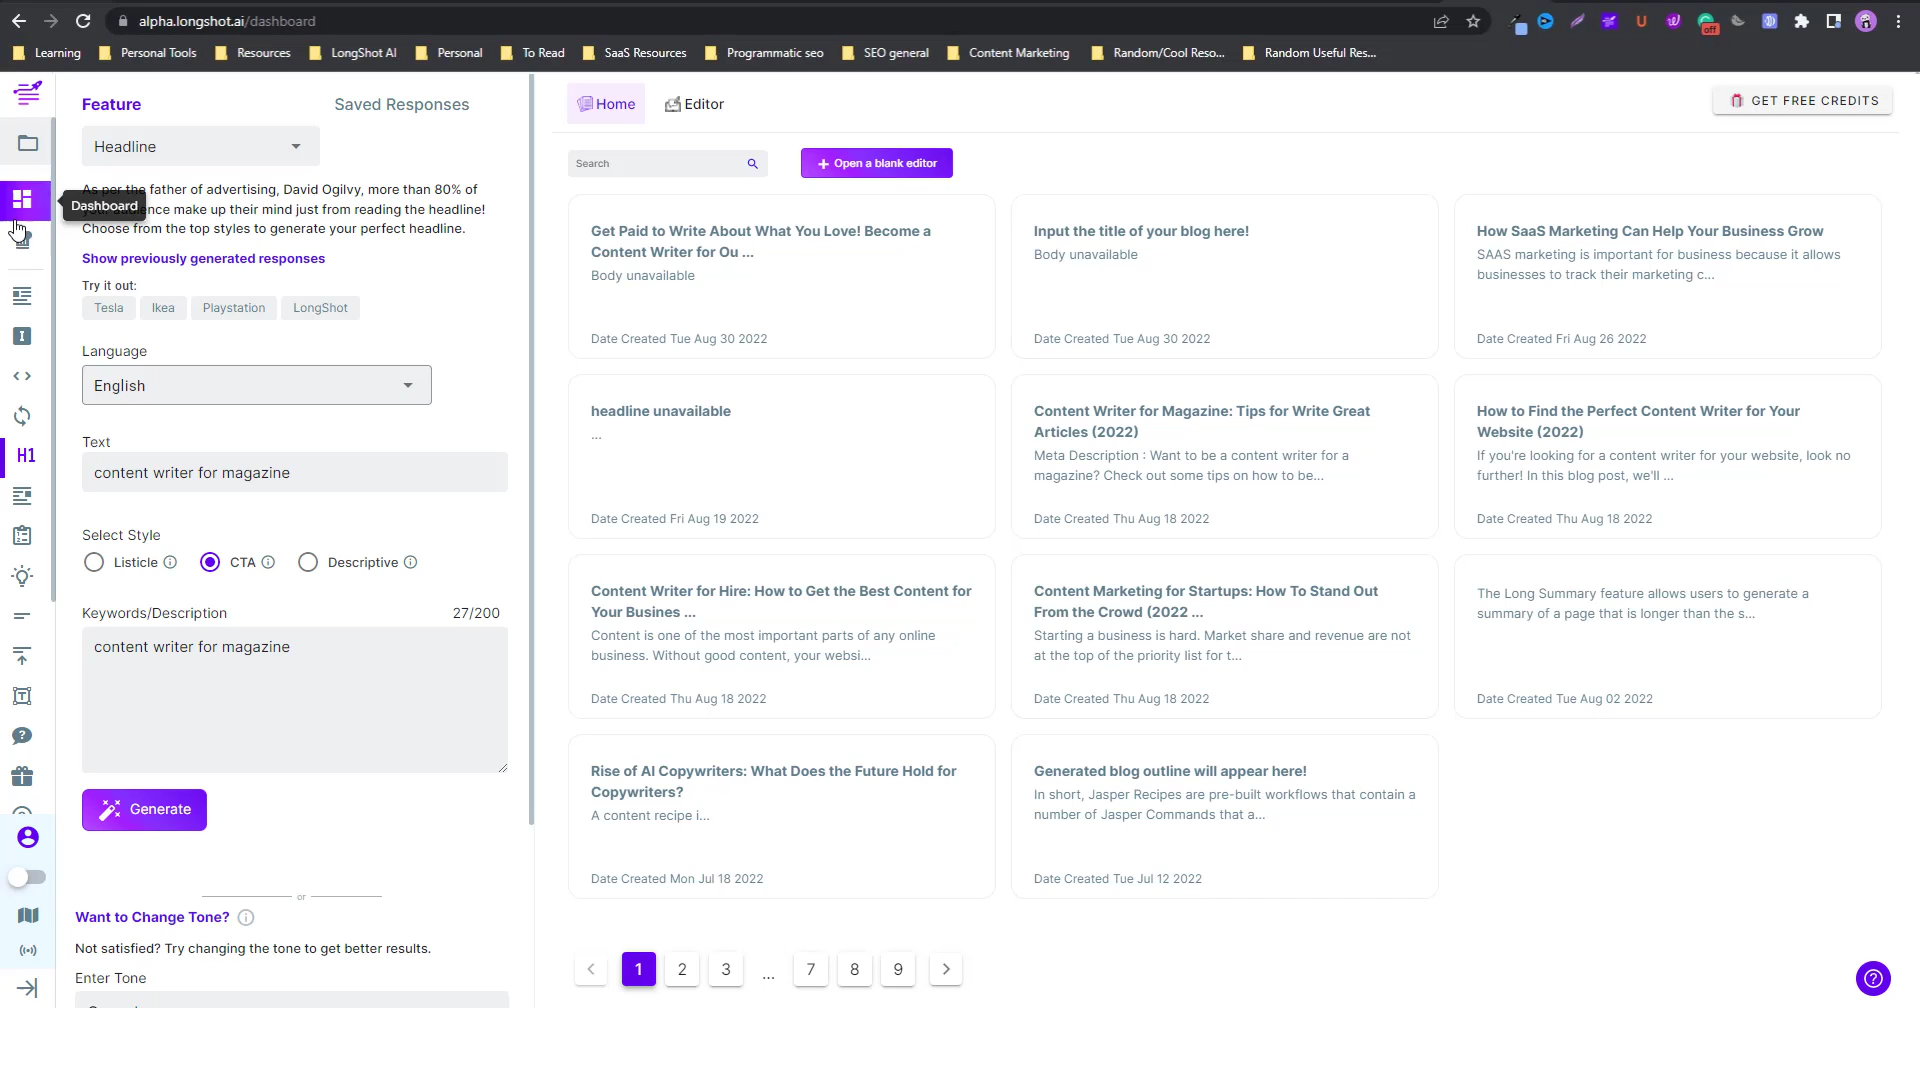 alpha.longshot.ai/dashboard
off
Learning
Personal Tools
Resources
LongShot AI
Personal
To Read
SaaS Resources
Programmatic seo
SEO general
Content Marketing
Random/Cool Reso...
Random Useful Res...
Feature
Saved Responses
Headline
As per the father of advertising, David Ogilvy, more than 80% of
your audience make up their mind just from reading the headline!
Choose from the top styles to generate your perfect headline.
Dashboard
Show previously generated responses
Try it out:
Tesla
Ikea
Playstation
LongShot
Language
English
H1
Text
content writer for magazine
Select Style
Listicle
CTA
Descriptive
Keywords/Description
27/200
content writer for magazine
Generate
or
Want to Change Tone?
Not satisfied? Try changing the tone to get better results.
Enter Tone
Home
Editor
GET FREE CREDITS
Search
+ Open a blank editor
Get Paid to Write About What You Love! Become a
Content Writer for Ou ...
Body unavailable
Date Created Tue Aug 30 2022
Input the title of your blog here!
Body unavailable
Date Created Tue Aug 30 2022
How SaaS Marketing Can Help Your Business Grow
SAAS marketing is important for business because it allows
businesses to track their marketing c...
Date Created Fri Aug 26 2022
headline unavailable
...
Date Created Fri Aug 19 2022
Content Writer for Magazine: Tips for Write Great
Articles (2022)
Meta Description : Want to be a content writer for a
magazine? Check out some tips on how to be...
Date Created Thu Aug 18 2022
How to Find the Perfect Content Writer for Your
Website (2022)
If you're looking for a content writer for your website, look no
further! In this blog post, we'll ...
Date Created Thu Aug 18 2022
Content Writer for Hire: How to Get the Best Content for
Your Busines ...
Content is one of the most important parts of any online
business. Without good content, your websi...
Date Created Thu Aug 18 2022
Content Marketing for Startups: How To Stand Out
From the Crowd (2022 ...
Starting a business is hard. Market share and revenue are not
at the top of the priority list for t...
Date Created Thu Aug 18 2022
The Long Summary feature allows users to generate a
summary of a page that is longer than the s...
Date Created Tue Aug 02 2022
Rise of AI Copywriters: What Does the Future Hold for
Copywriters?
A content recipe i...
Date Created Mon Jul 18 2022
Generated blog outline will appear here!
In short, Jasper Recipes are pre-built workflows that contain a
number of Jasper Commands that a...
Date Created Tue Jul 12 2022
1
2
3
...
7
8
9